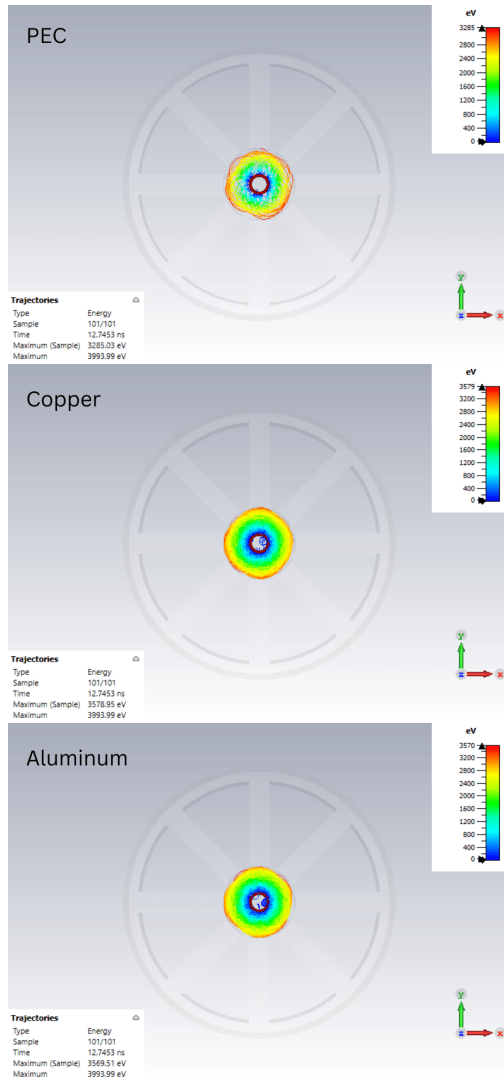 PEC
eV
3285
2800
2400
2000
1600
1200
800
400
0
y
z x
Trajectories
Type Energy
Sample 101/101
Time 12.7453 ns
Maximum (Sample) 3285.03 eV
Maximum 3993.99 eV
Copper
eV
3579
3200
2800
2400
2000
1600
1200
800
400
0
y
z x
Trajectories
Type Energy
Sample 101/101
Time 12.7453 ns
Maximum (Sample) 3578.95 eV
Maximum 3993.99 eV
Aluminum
eV
3570
3200
2800
2400
2000
1600
1200
800
400
0
y
z x
Trajectories
Type Energy
Sample 101/101
Time 12.7453 ns
Maximum (Sample) 3569.51 eV
Maximum 3993.99 eV